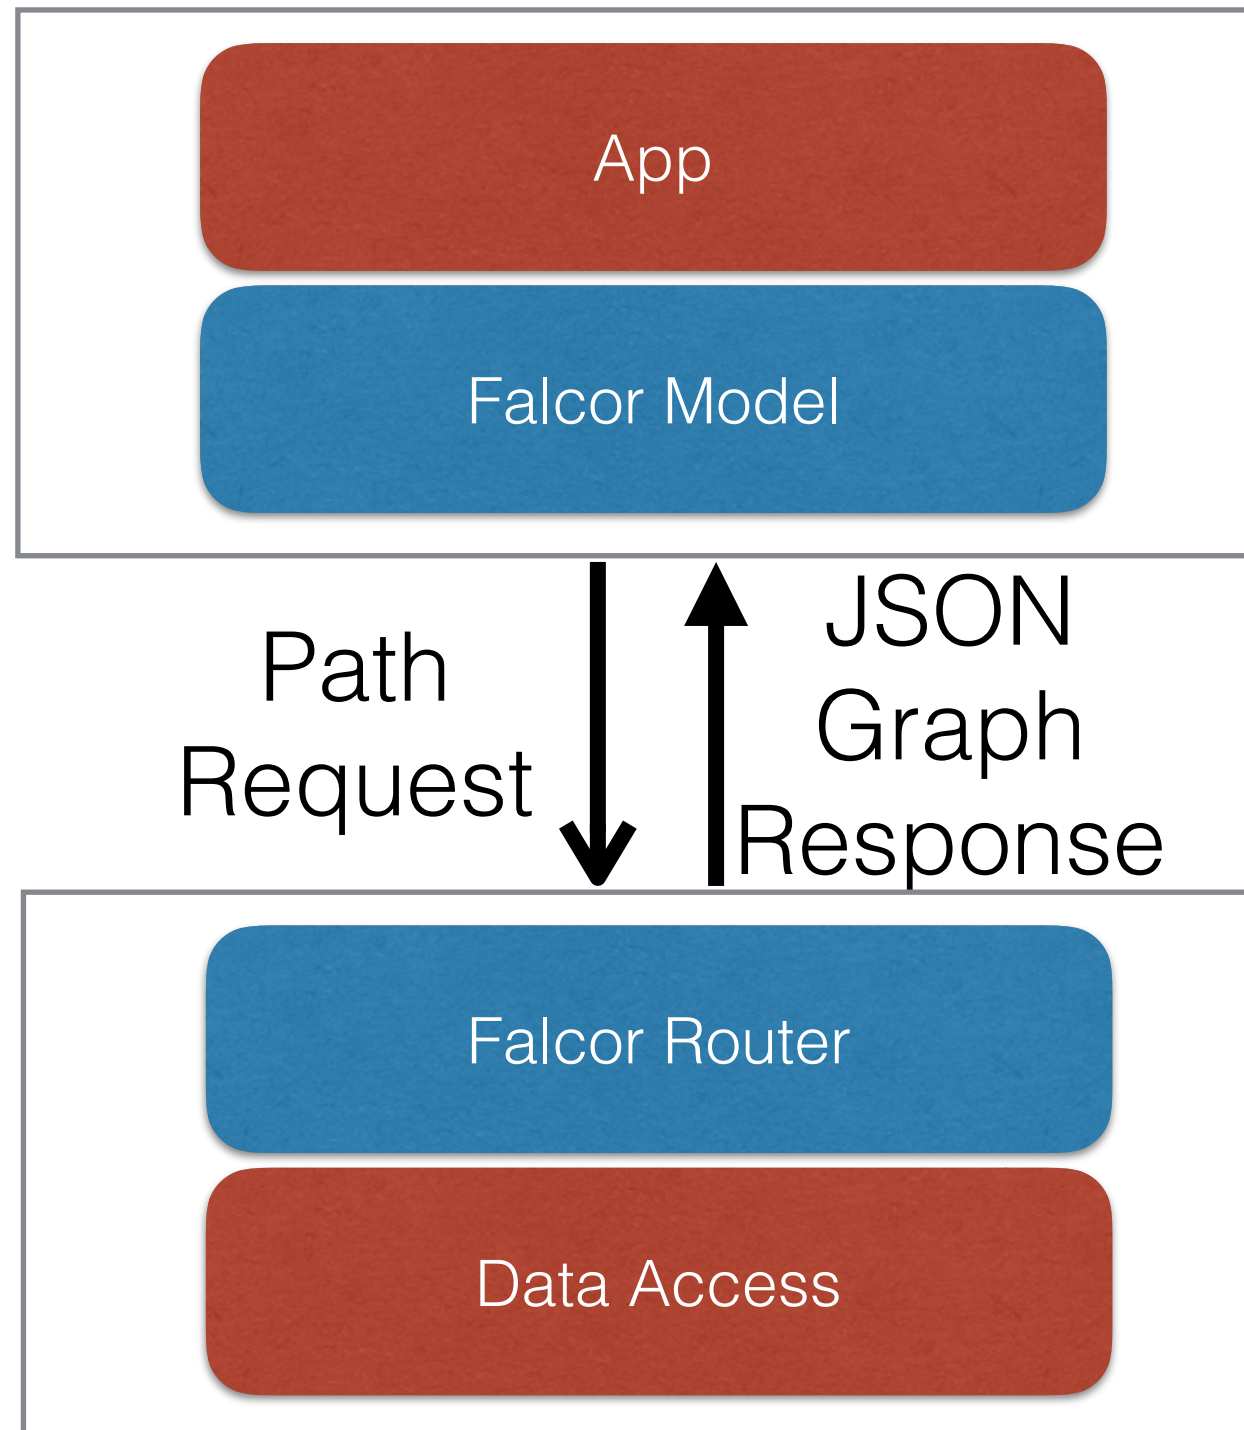 App
Falcor Model
Path
Request
JSON
Graph
Response
Falcor Router
Data Access